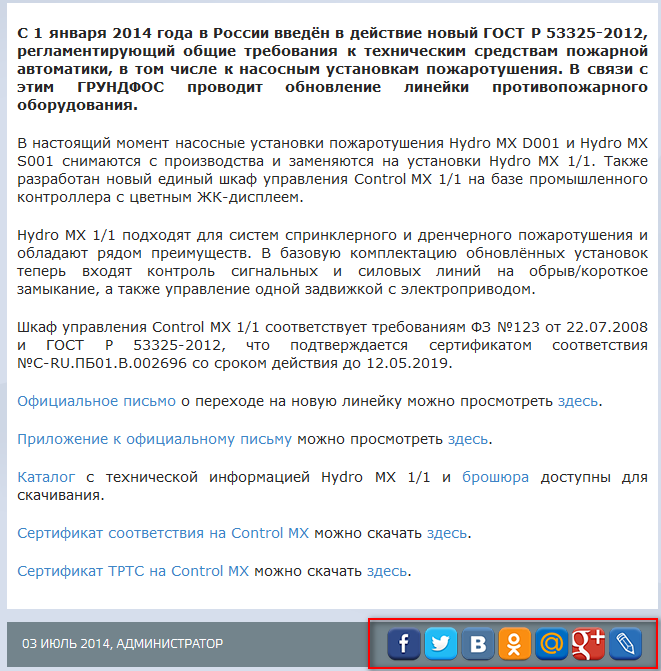 С 1 января 2014 года в России введён в действие новый ГОСТ Р 53325-2012,
регламентирующий общие требования к техническим средствам пожарной
автоматики, в том числе к насосным установкам пожаротушения. В связи с
этим ГРУНДФОС проводит обновление линейки противопожарного
оборудования.
В настоящий момент насосные установки пожаротушения Hydro MX D001 и Hydro MX
S001 снимаются с производства и заменяются на установки Hydro MX 1/1. Также
разработан новый единый шкаф управления Control MX 1/1 на базе промышленного
контроллера с цветным ЖК-дисплеем.
Hydro MX 1/1 подходят для систем спринклерного и дренчерного пожаротушения и
обладают рядом преимуществ. В базовую комплектацию обновлённых установок
теперь входят контроль сигнальных и силовых линий на обрыв/короткое
замыкание, а также управление одной задвижкой с электроприводом.
Шкаф управления Control MX 1/1 соответствует требованиям ФЗ №123 от 22.07.2008
и ГОСТ Р 53325-2012, что подтверждается сертификатом соответствия
№C-RU.ПБ01.В.002696 со сроком действия до 12.05.2019.
Официальное письмо о переходе на новую линейку можно просмотреть здесь.
Приложение к официальному письму можно просмотреть здесь.
Каталог с технической информацией Hydro MX 1/1 и брошюра доступны для
скачивания.
Сертификат соответствия на Control MX можно скачать здесь.
Сертификат ТРТС на Control MX можно скачать здесь.
03 ИЮЛЬ 2014, АДМИНИСТРАТОР
f B @ g+